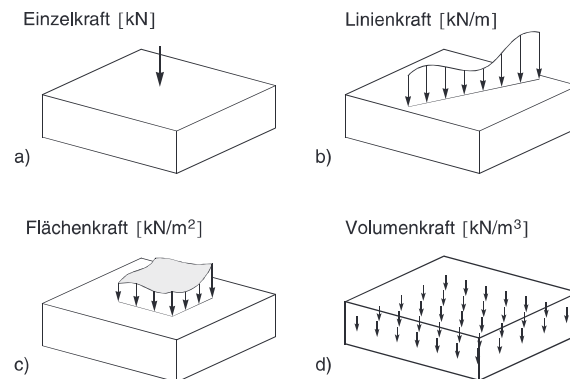 Einzelkraft [kN]
Linienkraft [kN/m]
a)
b)
Flächenkraft [kN/m²]
Volumenkraft [kN/m³]
c)
d)